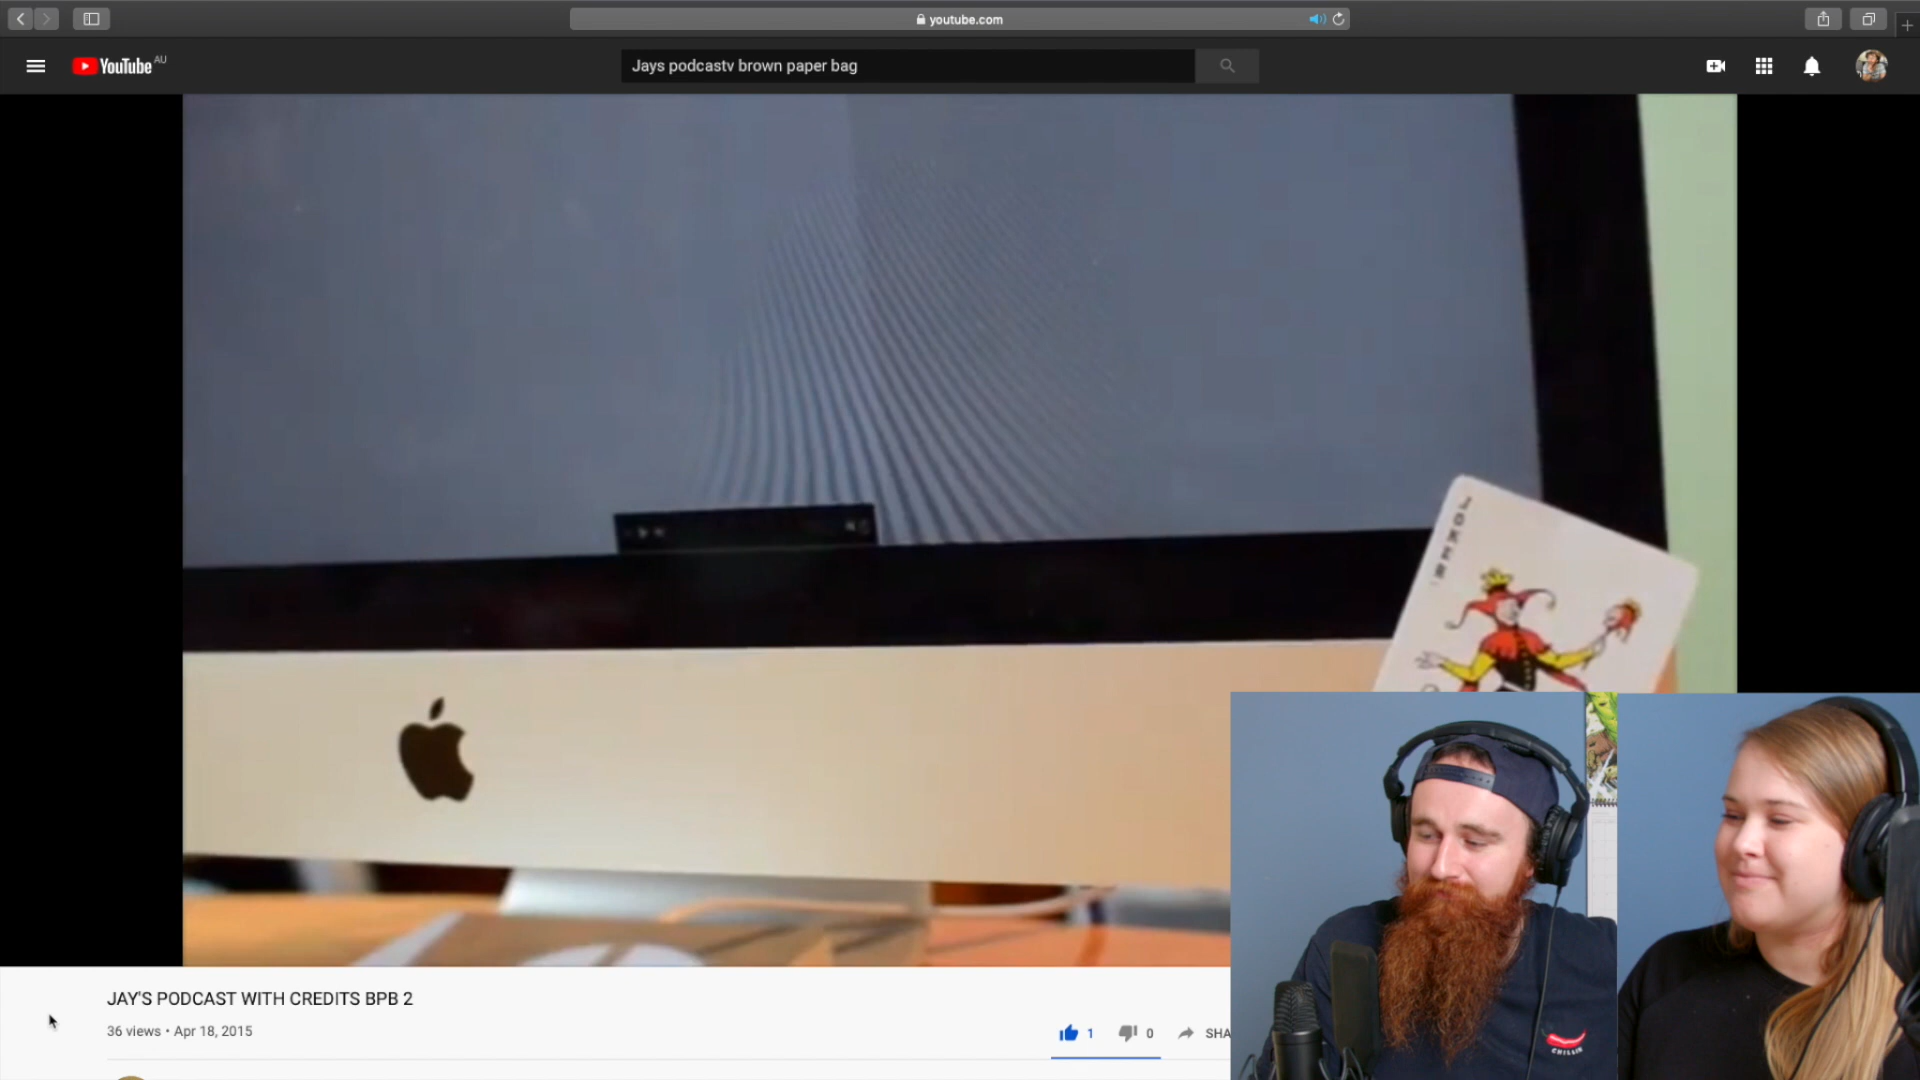 youtube.com
YouTube AU
Jays podcastv brown paper bag
JOKER
JAY'S PODCAST WITH CREDITS BPB 2
36 views • Apr 18, 2015
1 0 SHA
CHILLIN